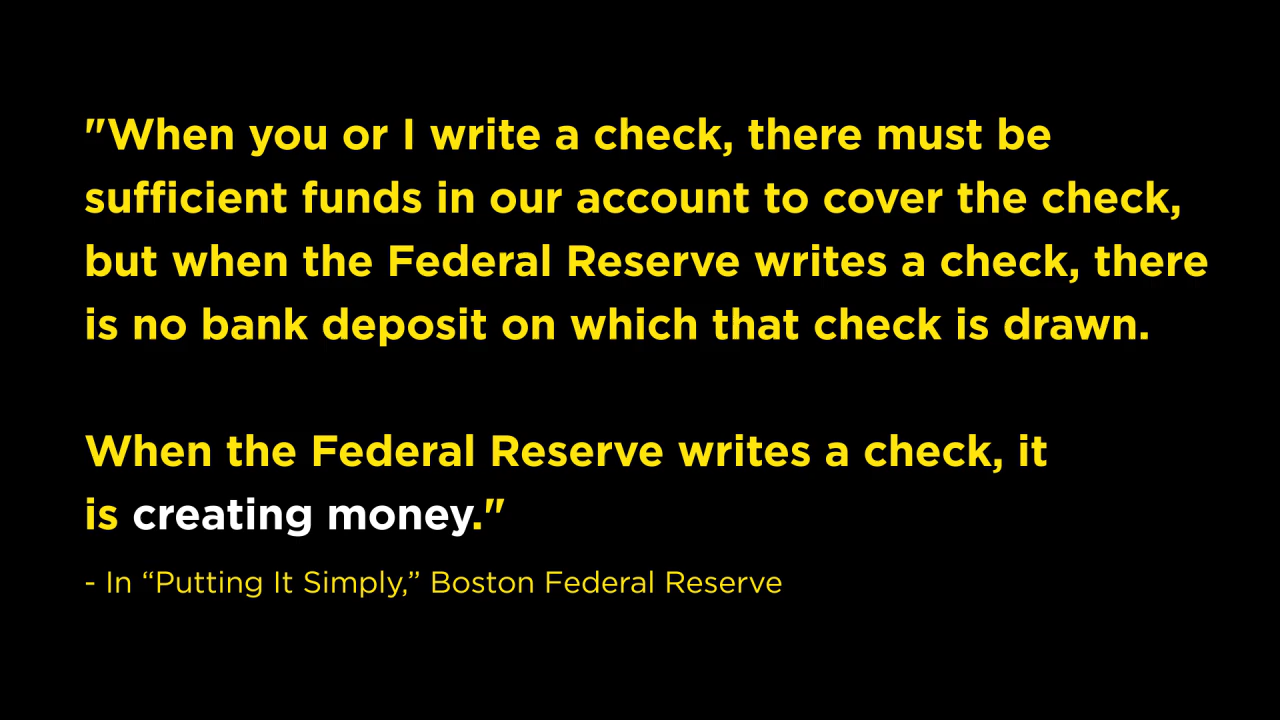 "When you or I write a check, there must be
sufficient funds in our account to cover the check,
but when the Federal Reserve writes a check, there
is no bank deposit on which that check is drawn.
When the Federal Reserve writes a check, it
is creating money."
- In “Putting It Simply,” Boston Federal Reserve